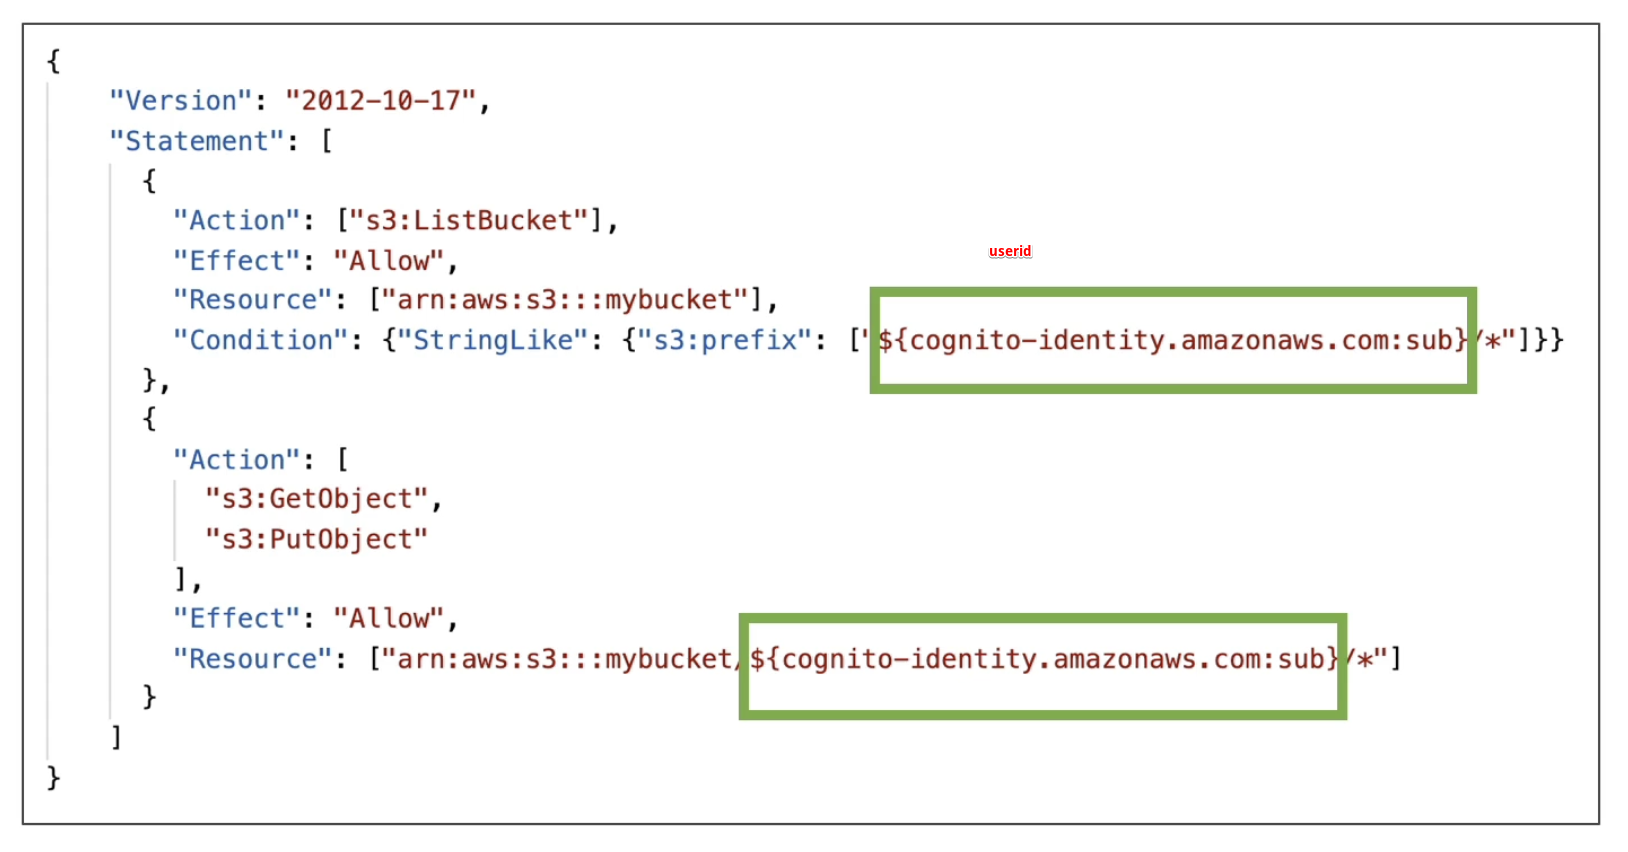 {
"Version": "2012-10-17",
"Statement": [
{
"Action": ["s3:ListBucket"],
"Effect": "Allow",
userid
"Resource": ["arn:aws:s3:::mybucket"],
"Condition": {"StringLike": {"s3:prefix": ["${cognito-identity.amazonaws.com:sub}/*"]}}
},
{
"Action": [
"s3:GetObject",
"s3:PutObject"
],
"Effect": "Allow",
"Resource": ["arn:aws:s3:::mybucket/${cognito-identity.amazonaws.com:sub}/*"]
}
]
}